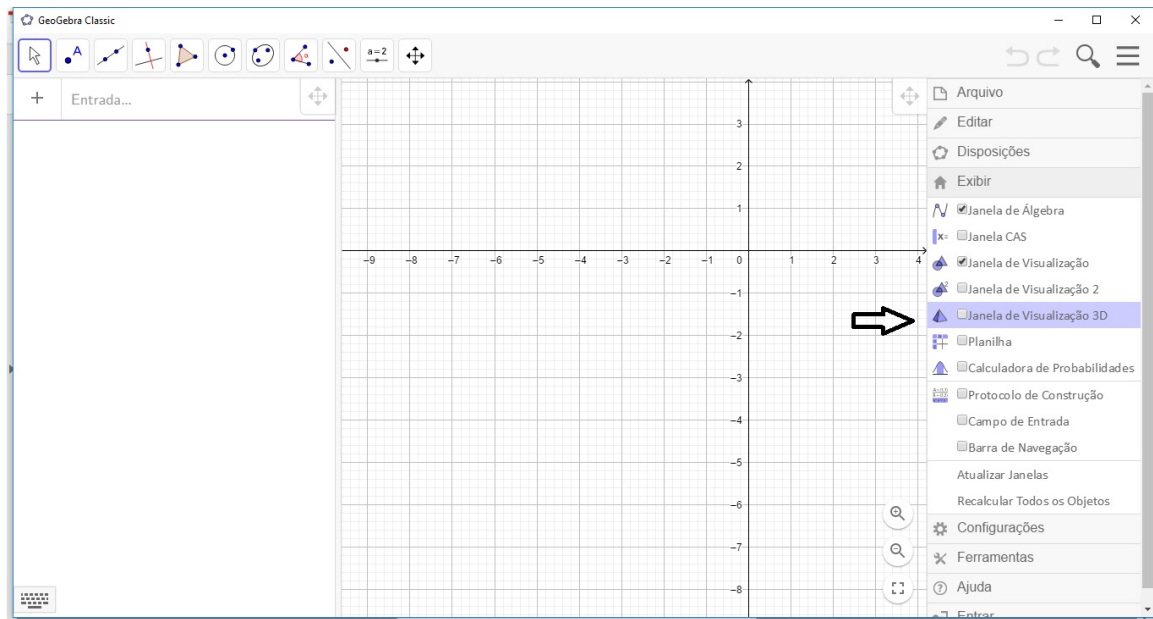 GeoGebra Classic
A
a=2
+ Entrada...
Arquivo
Editar
Disposições
Exibir
Janela de Álgebra
x= Janela CAS
Janela de Visualização
2 Janela de Visualização 2
Janela de Visualização 3D
Planilha
Calculadora de Probabilidades
Protocolo de Construção
Campo de Entrada
Barra de Navegação
Atualizar Janelas
Recalcular Todos os Objetos
Configurações
Ferramentas
? Ajuda
Entrar
3
2
1
−9 −8 −7 −6 −5 −4 −3 −2 −1 0 1 2 3 4
−1
−2
−3
−4
−5
−6
−7
−8